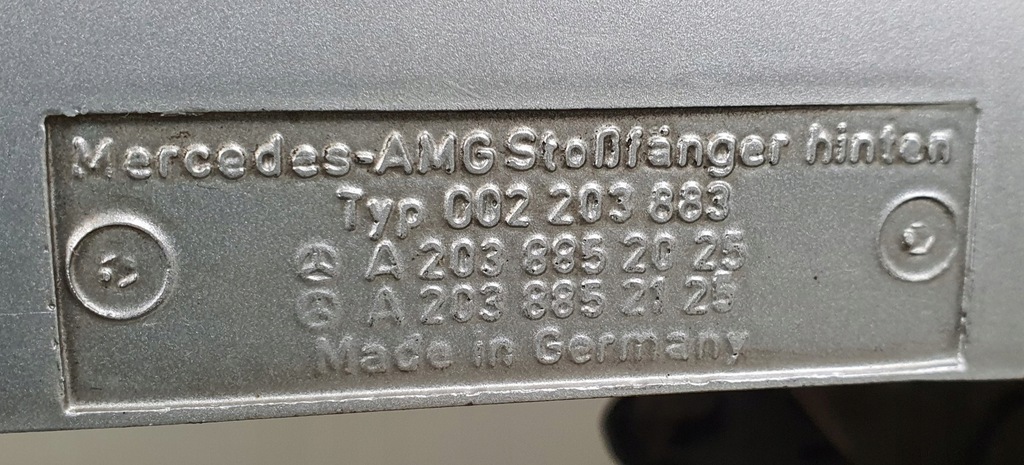 Mercedes-AMG Stoßfänger hinten
Typ 002 203 883
A 203 885 20 25
A 203 885 21 25
Made in Germany